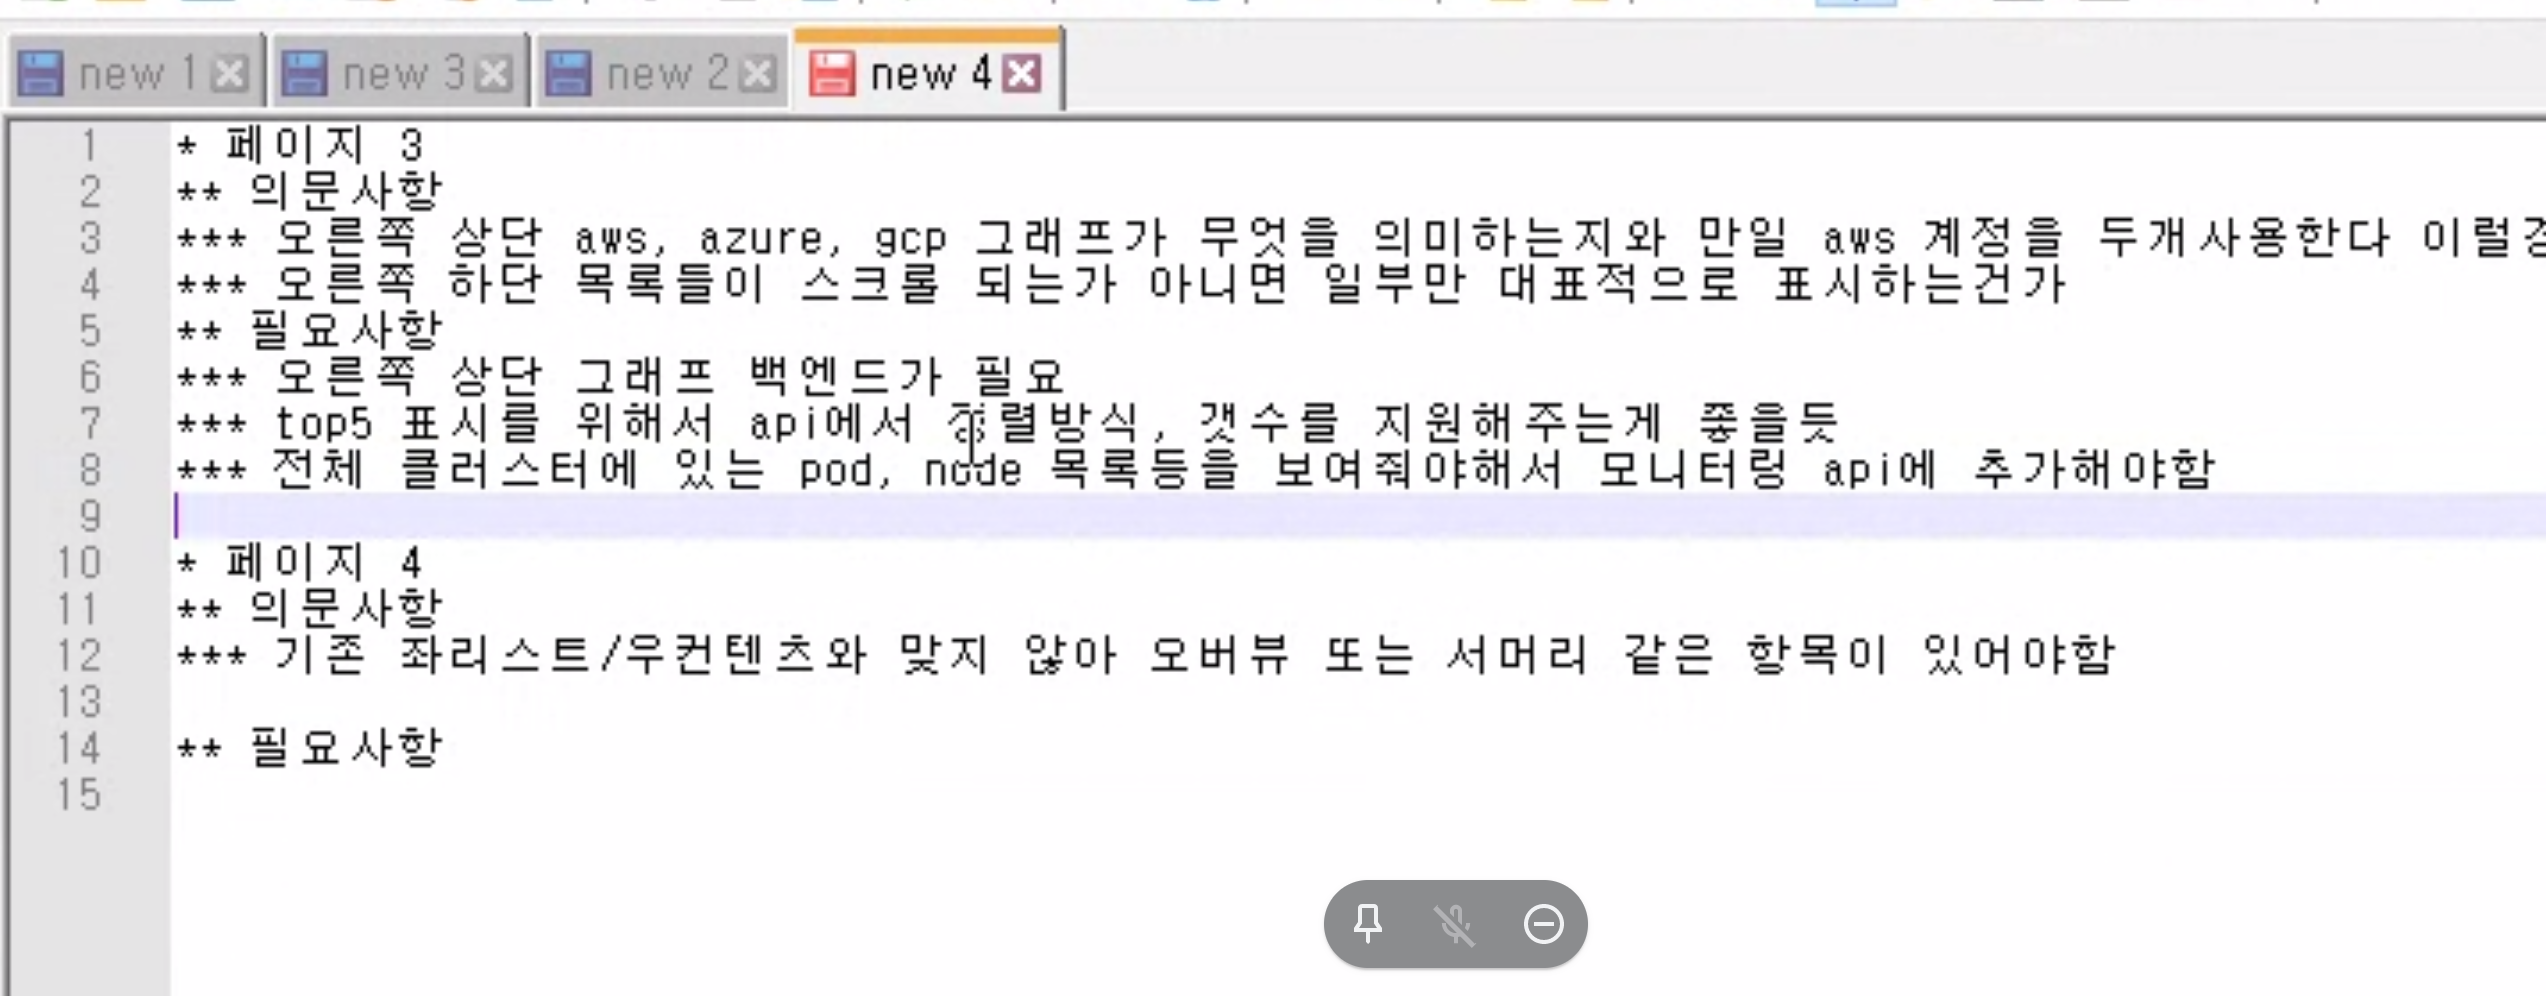 new 1 new 3 new 2 new 4
1 * 페이지 3
2 ** 의문사항
3 *** 오른쪽 상단 aws, azure, gcp 그래프가 무엇을 의미하는지와 만일 aws 계정을 두개사용한다 이럴경
4 *** 오른쪽 하단 목록들이 스크롤 되는가 아니면 일부만 대표적으로 표시하는건가
5 ** 필요사항
6 *** 오른쪽 상단 그래프 백엔드가 필요
7 *** top5 표시를 위해서 api에서 정렬방식, 갯수를 지원해주는게 좋을듯
8 *** 전체 클러스터에 있는 pod, node 목록등을 보여줘야해서 모니터링 api에 추가해야함
9
10 * 페이지 4
11 ** 의문사항
12 *** 기존 좌리스트/우컨텐츠와 맞지 않아 오버뷰 또는 서머리 같은 항목이 있어야함
13
14 ** 필요사항
15